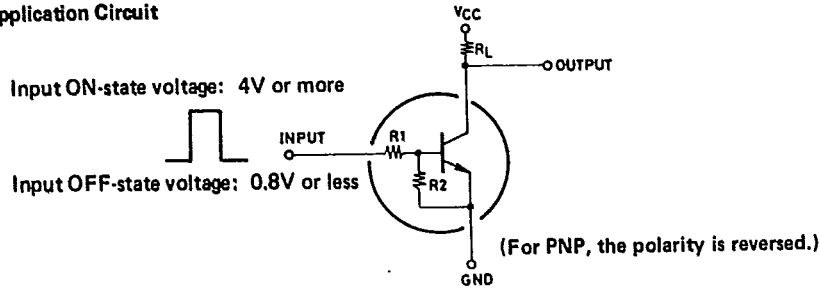 pplication Circuit
VCC
RL
OUTPUT
Input ON-state voltage: 4V or more
INPUT
R1
R2
Input OFF-state voltage: 0.8V or less
(For PNP, the polarity is reversed.)
GND